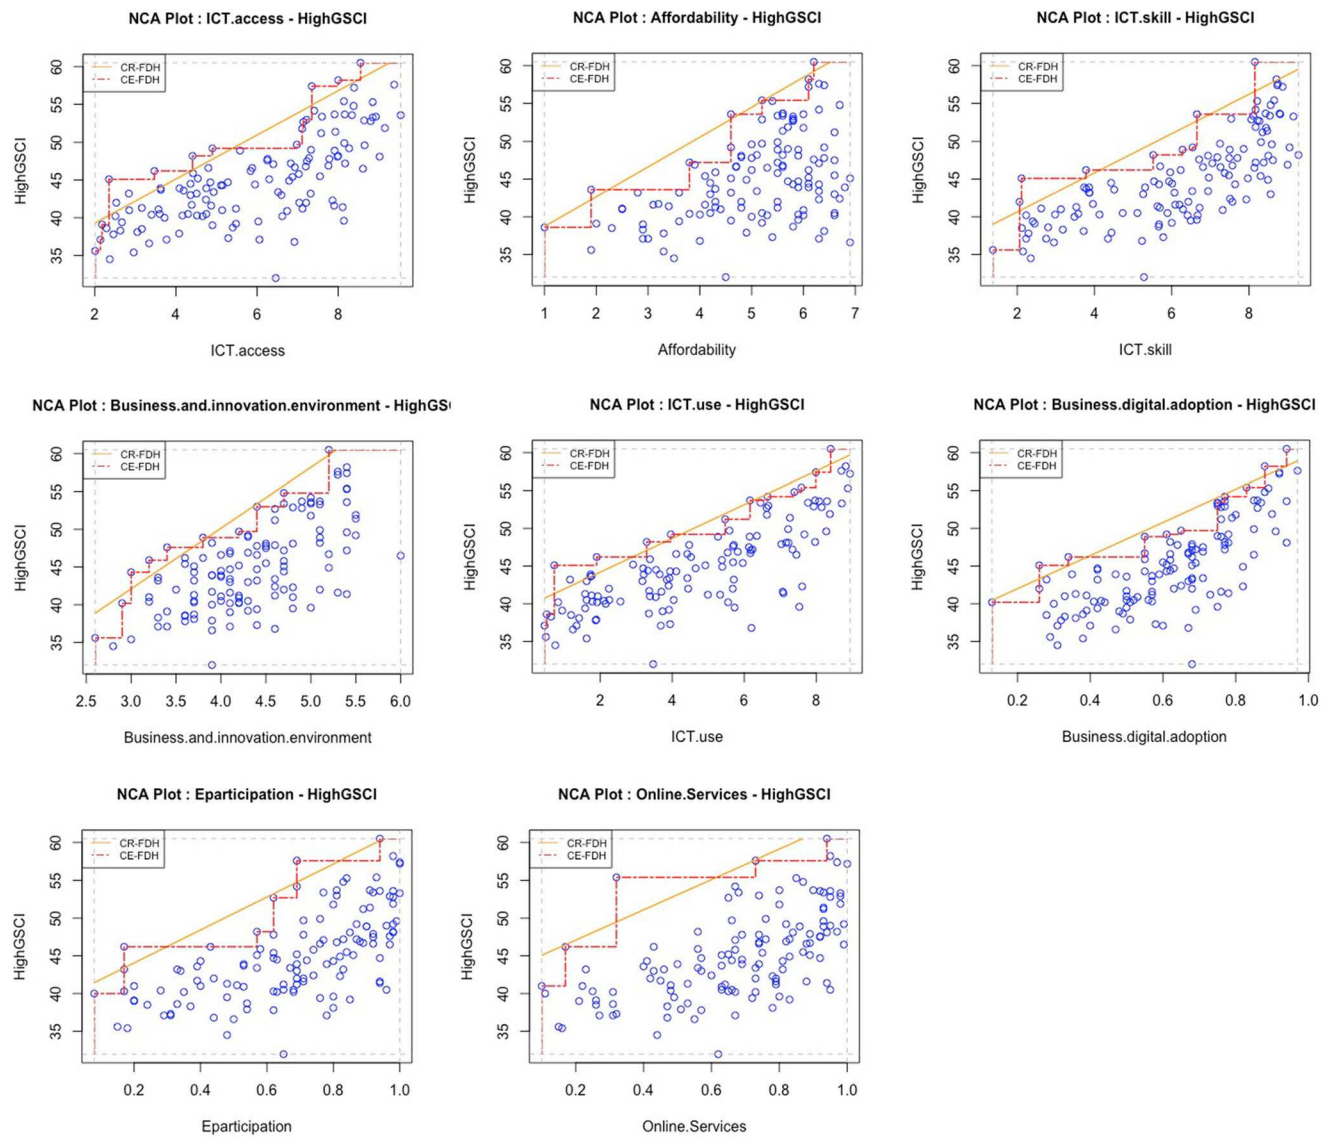 NCA Plot : ICT.access - HighGSCI
NCA Plot : Affordability - HighGSCI
NCA Plot : ICT.skill - HighGSCI
HighGSCI
60
55
50
45
40
35
CR-FDH
CE-FDH
2 4 6 8
ICT.access
HighGSCI
60
55
50
45
40
35
CR-FDH
CE-FDH
1 2 3 4 5 6 7
Affordability
HighGSCI
60
55
50
45
40
35
CR-FDH
CE-FDH
2 4 6 8
ICT.skill
NCA Plot : Business.and.innovation.environment - HighGS
NCA Plot : ICT.use - HighGSCI
NCA Plot : Business.digital.adoption - HighGSCI
HighGSCI
60
55
50
45
40
35
CR-FDH
CE-FDH
2.5 3.0 3.5 4.0 4.5 5.0 5.5 6.0
Business.and.innovation.environment
HighGSCI
60
55
50
45
40
35
CR-FDH
CE-FDH
2 4 6 8
ICT.use
HighGSCI
60
55
50
45
40
35
CR-FDH
CE-FDH
0.2 0.4 0.6 0.8 1.0
Business.digital.adoption
NCA Plot : Eparticipation - HighGSCI
NCA Plot : Online.Services - HighGSCI
HighGSCI
60
55
50
45
40
35
CR-FDH
CE-FDH
0.2 0.4 0.6 0.8 1.0
Eparticipation
HighGSCI
60
55
50
45
40
35
CR-FDH
CE-FDH
0.2 0.4 0.6 0.8 1.0
Online.Services